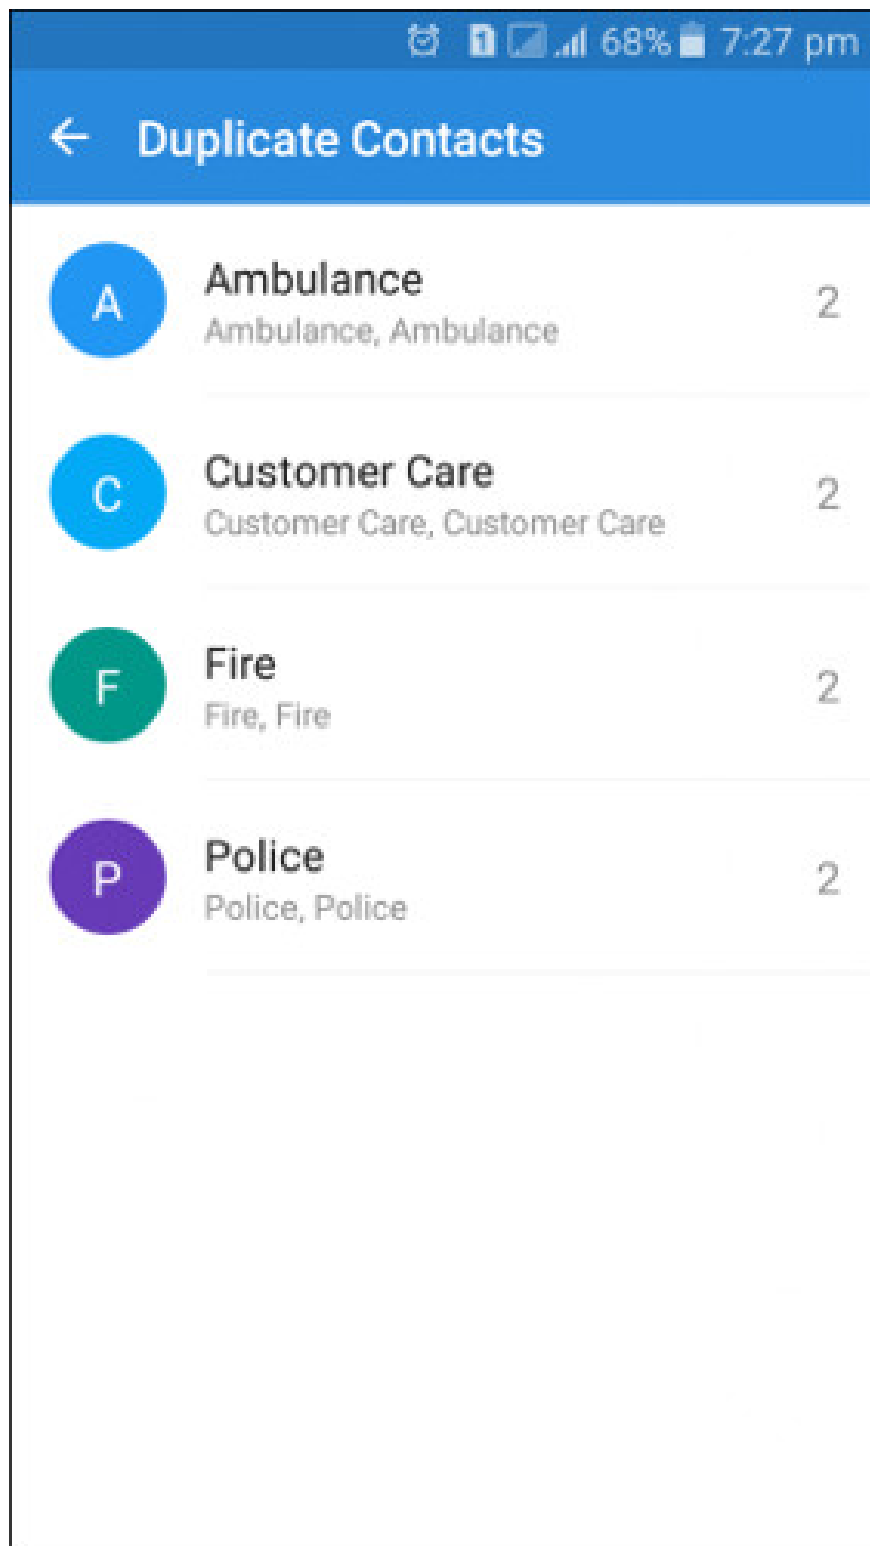 1 68% 7:27 pm
Duplicate Contacts
A
Ambulance
Ambulance, Ambulance
2
C
Customer Care
Customer Care, Customer Care
2
F
Fire
Fire, Fire
2
P
Police
Police, Police
2